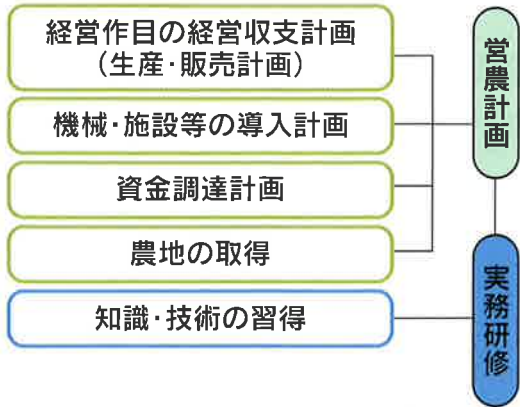 経営作目の経営収支計画
（生産・販売計画）
機械・施設等の導入計画
資金調達計画
農地の取得
知識・技術の習得
営農計画
実務研修